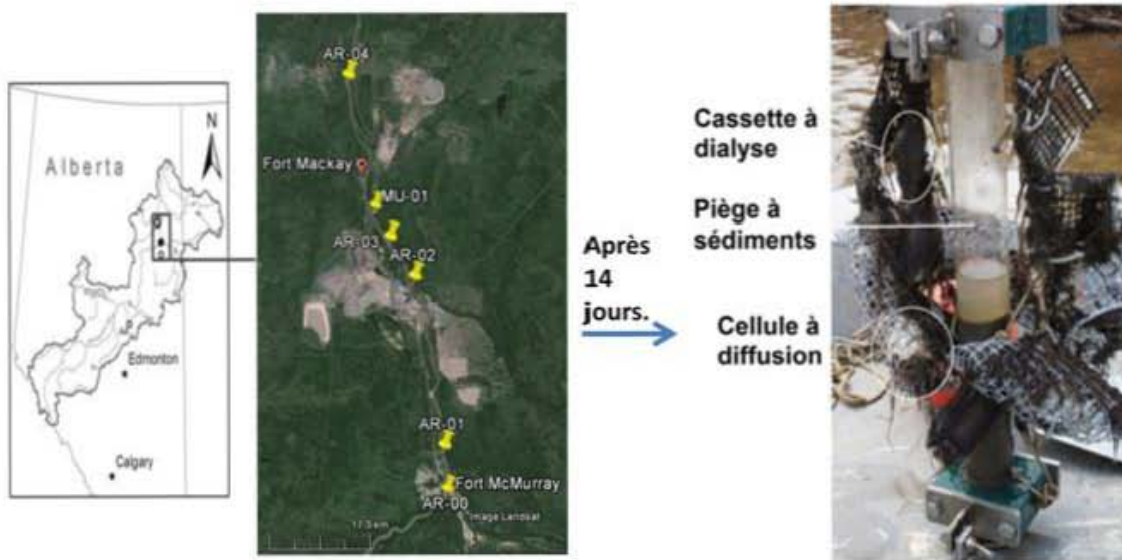 N
Alberta
Edmonton
Calgary
AR-04
Fort Mackay
MU-01
AR-03
AR-02
AR-01
Fort McMurray
AR-00
Image Landsat
Après
14
jours.
Cassette à
dialyse
Piège à
sédiments
Cellule à
diffusion